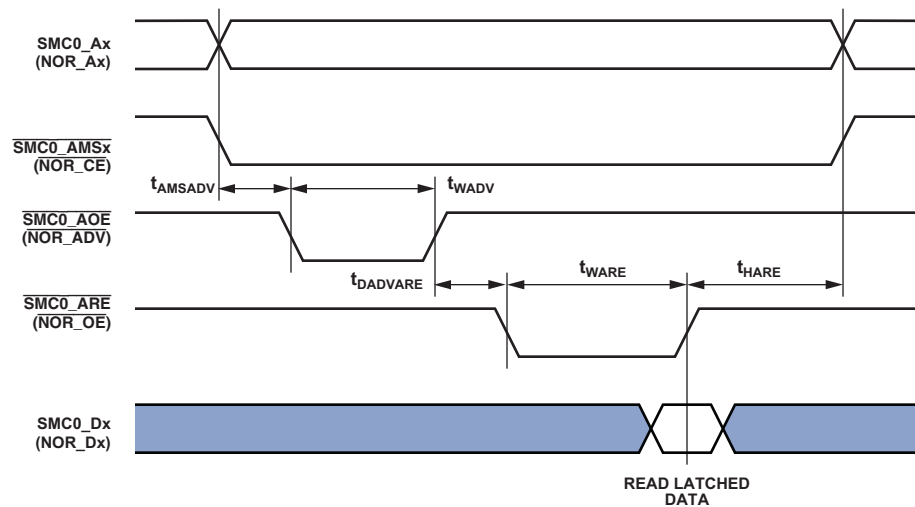 SMC0_Ax
(NOR_Ax)
SMC0_AMSx
(NOR_CE)
tAMSADV
tWADV
SMC0_AOE
(NOR_ADV)
tDADVARE
tWARE
tHARE
SMC0_ARE
(NOR_OE)
SMC0_Dx
(NOR_Dx)
READ LATCHED
DATA